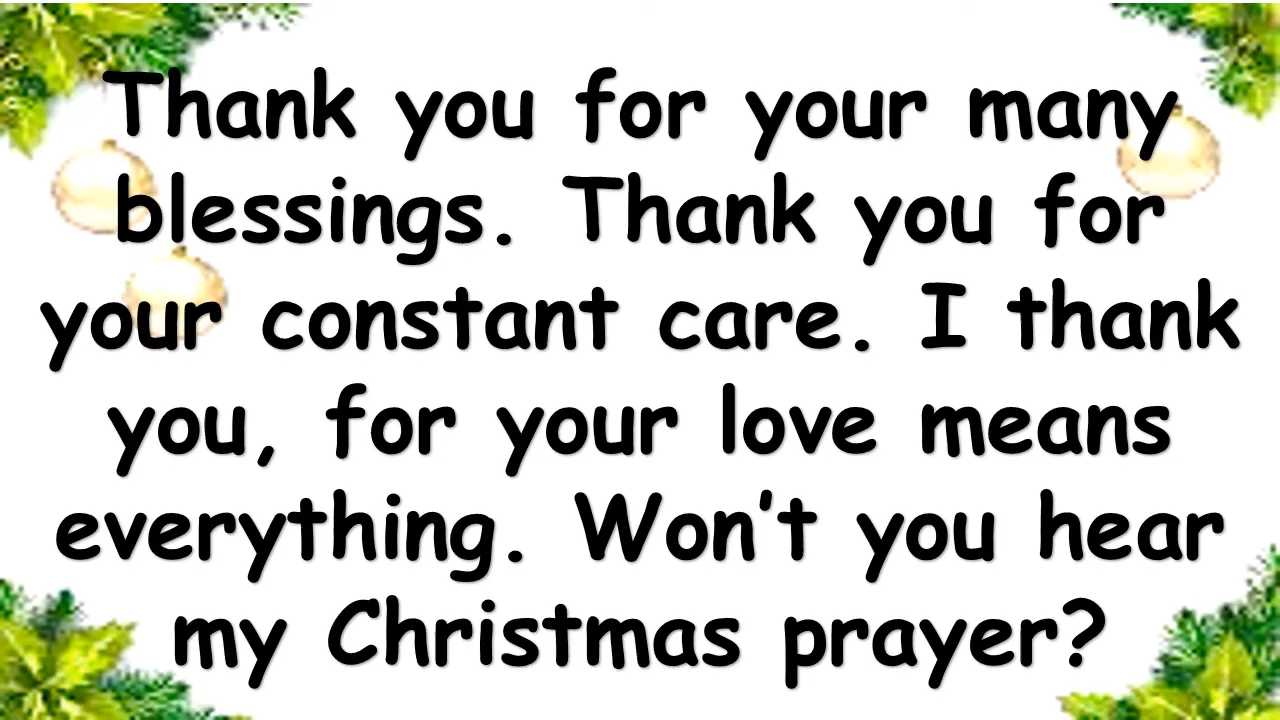 Thank you for your many
blessings. Thank you for
your constant care. I thank
you, for your love means
everything. Won’t you hear
my Christmas prayer?